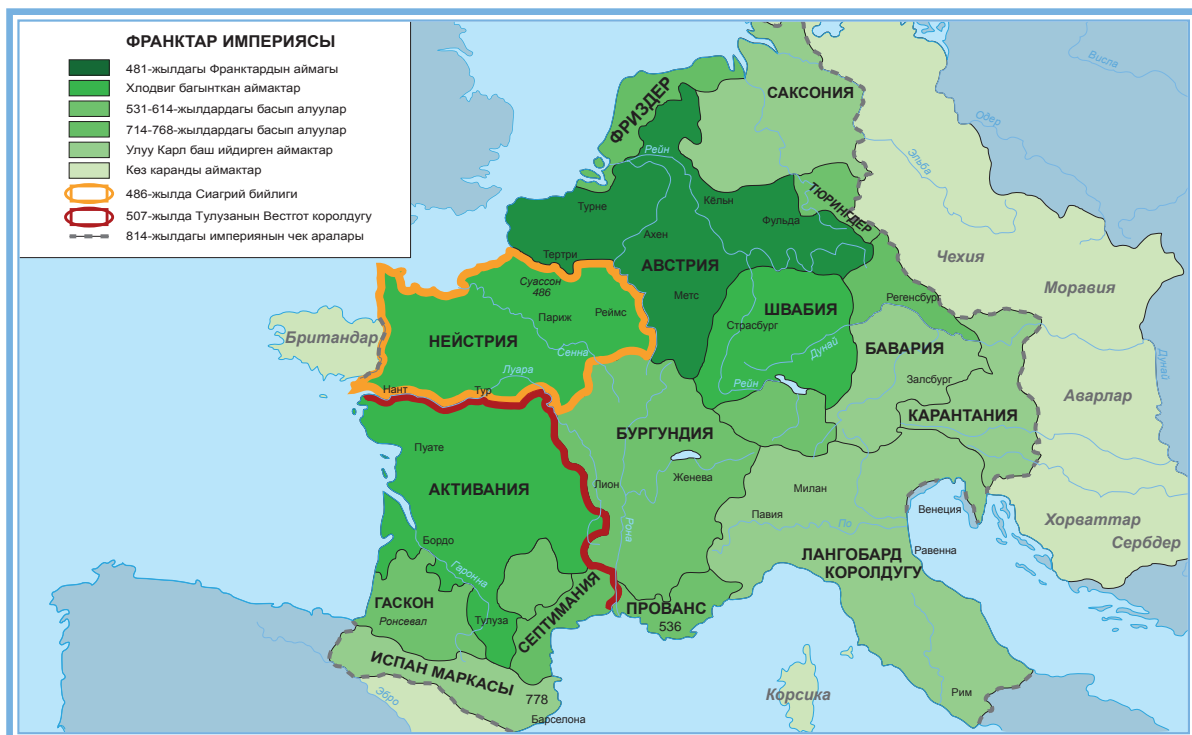 ФРАНКТАР ИМПЕРИЯСЫ
481-жылдагы Франктардын аймагы
Хлодвиг багынткан аймактар
531-614-жылдардагы басып алуулар
714-768-жылдардагы басып алуулар
Улуу Карл баш ийдирген аймактар
Көз каранды аймактар
486-жылда Сиагрий бийлиги
507-жылда Тулузанын Вестгот королдугу
814-жылдагы империянын чек аралары
Висла
Одер
Эльба
САКСОНИЯ
ФРИЗДЕР
Рейн
ТЮРИНГДЕР
Турне
Кёльн
Фульда
Ахен
Тертри
АВСТРИЯ
Чехия
Моравия
Суассон
486
Метс
Регенсбург
Париж
Реймс
ШВАБИЯ
Страсбург
Британдар
НЕЙСТРИЯ
Сенна
Дунай
БАВАРИЯ
Дунай
Лувра
Рейн
Залсбург
Нант
Тур
Аварлар
КАРАНТАНИЯ
БУРГУНДИЯ
Пуате
Женева
АКТИВАНИЯ
Лион
Милан
Павия
По
Венеция
Рона
Хорваттар
Сербдер
Бордо
Равенна
ЛАНГОБАРД
КОРОЛДУГУ
Гаронна
ГАСКОН
Ронсевал
Тулуза
СЕПТИМАНИЯ
ПРОВАНС
536
ИСПАН МАРКАСЫ
778
Эбро
Барселона
Корсика
Рим